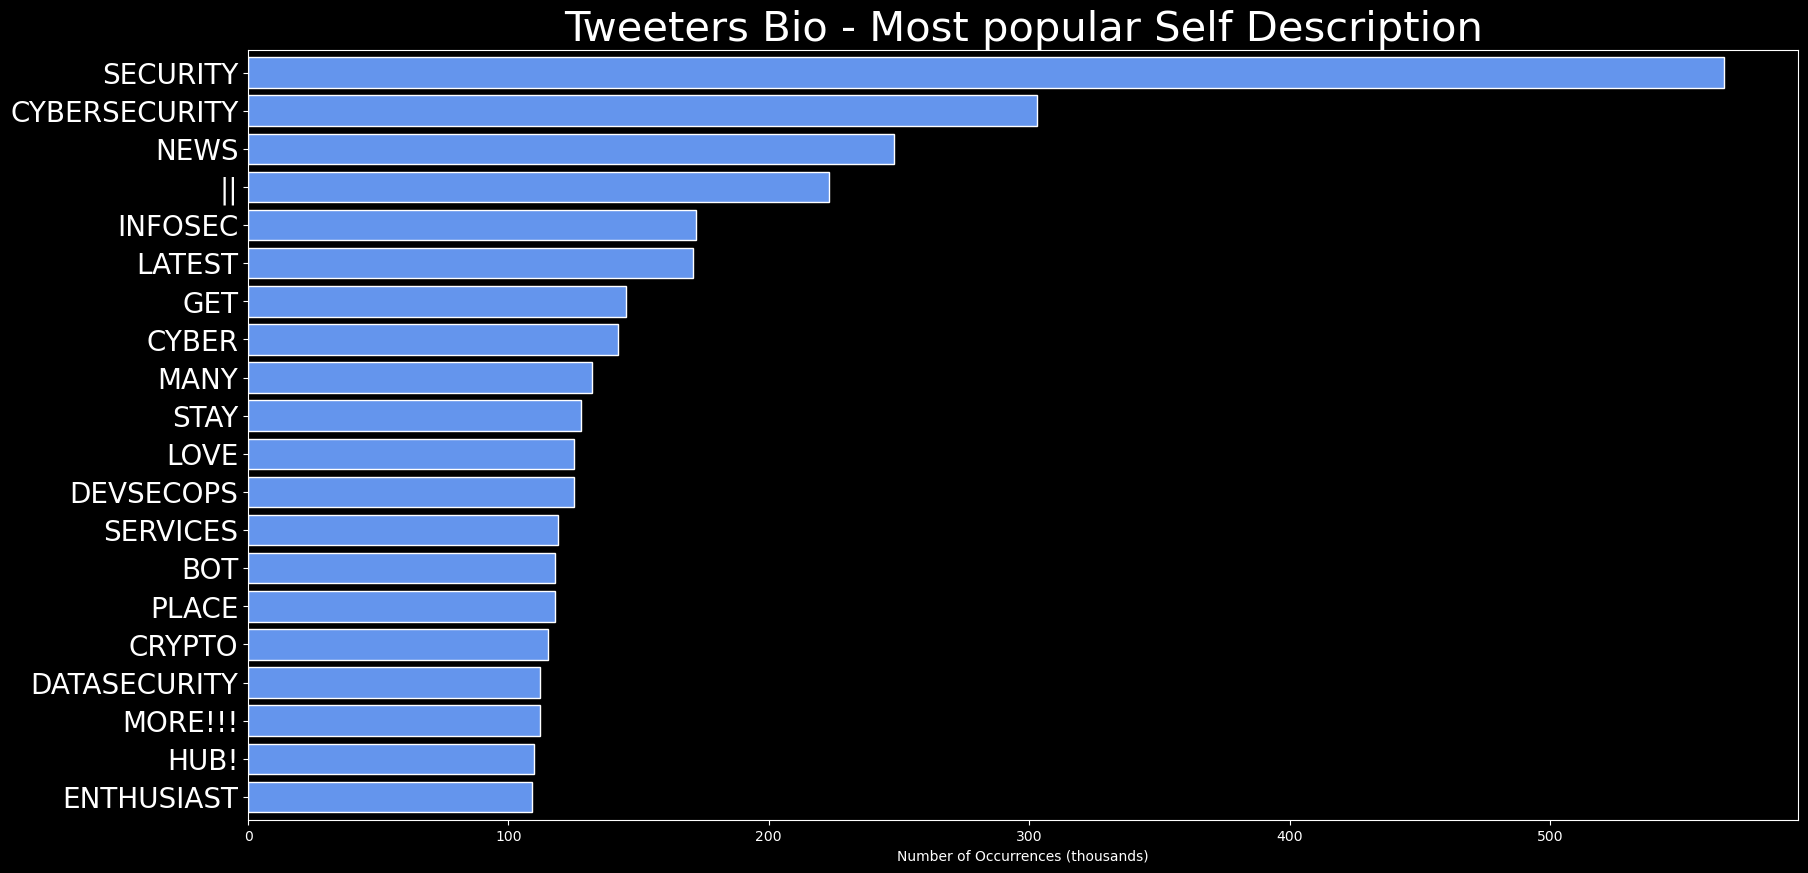 Tweeters Bio - Most popular Self Description
SECURITY
CYBERSECURITY
NEWS
||
INFOSEC
LATEST
GET
CYBER
MANY
STAY
LOVE
DEVSECOPS
SERVICES
BOT
PLACE
CRYPTO
DATASECURITY
MORE!!!
HUB!
ENTHUSIAST
0 100 200 300 400 500
Number of Occurrences (thousands)